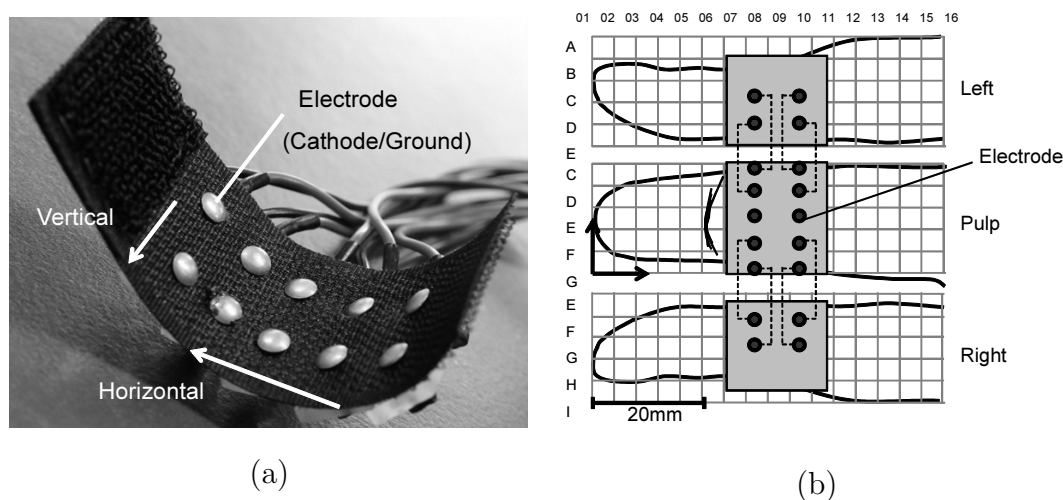 Electrode
(Cathode/Ground)
Vertical
Horizontal
(a)
01 02 03 04 05 06 07 08 09 10 11 12 13 14 15 16
A
B
C
D
E
Left
C
D
E
F
G
Electrode
Pulp
E
F
G
H
I
Right
20mm
(b)